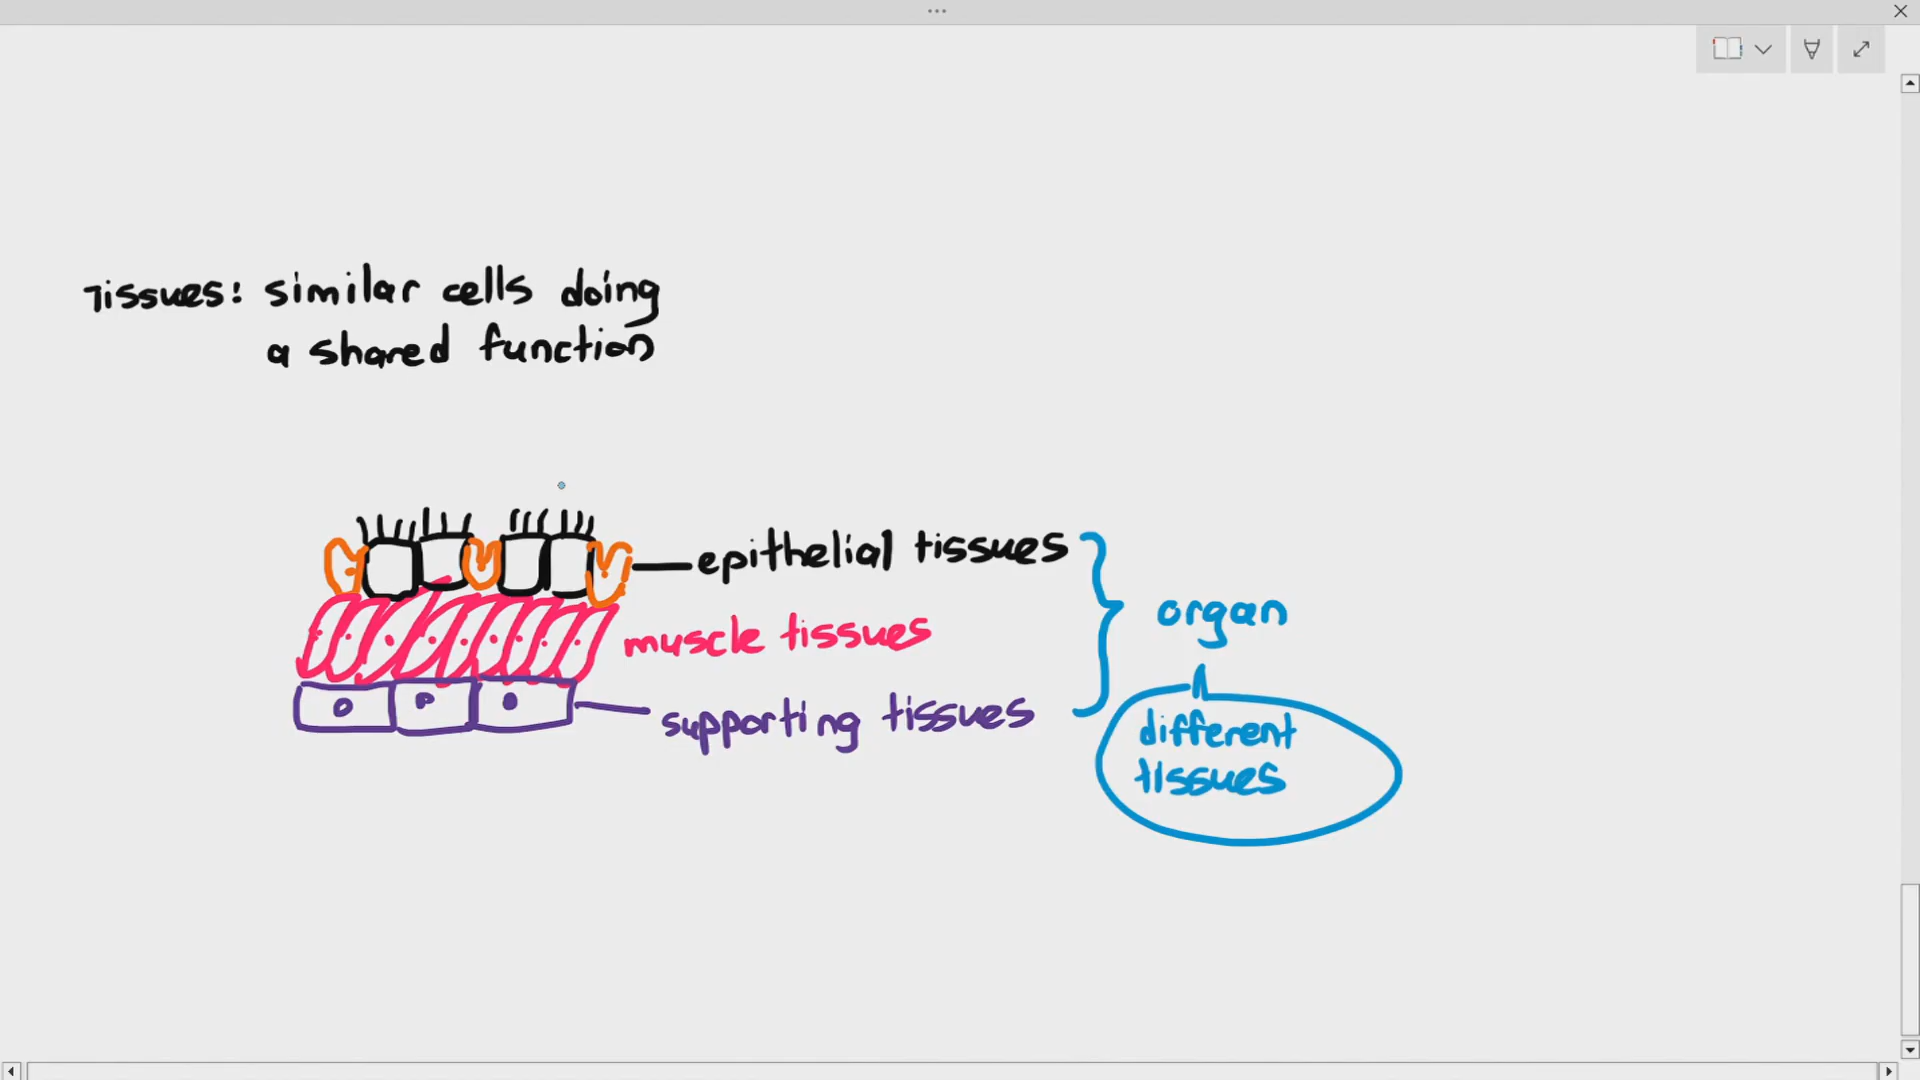 Tissues: similar cells doing
a shared function
epithelial tissues
muscle tissues
supporting tissues
organ
different
tissues